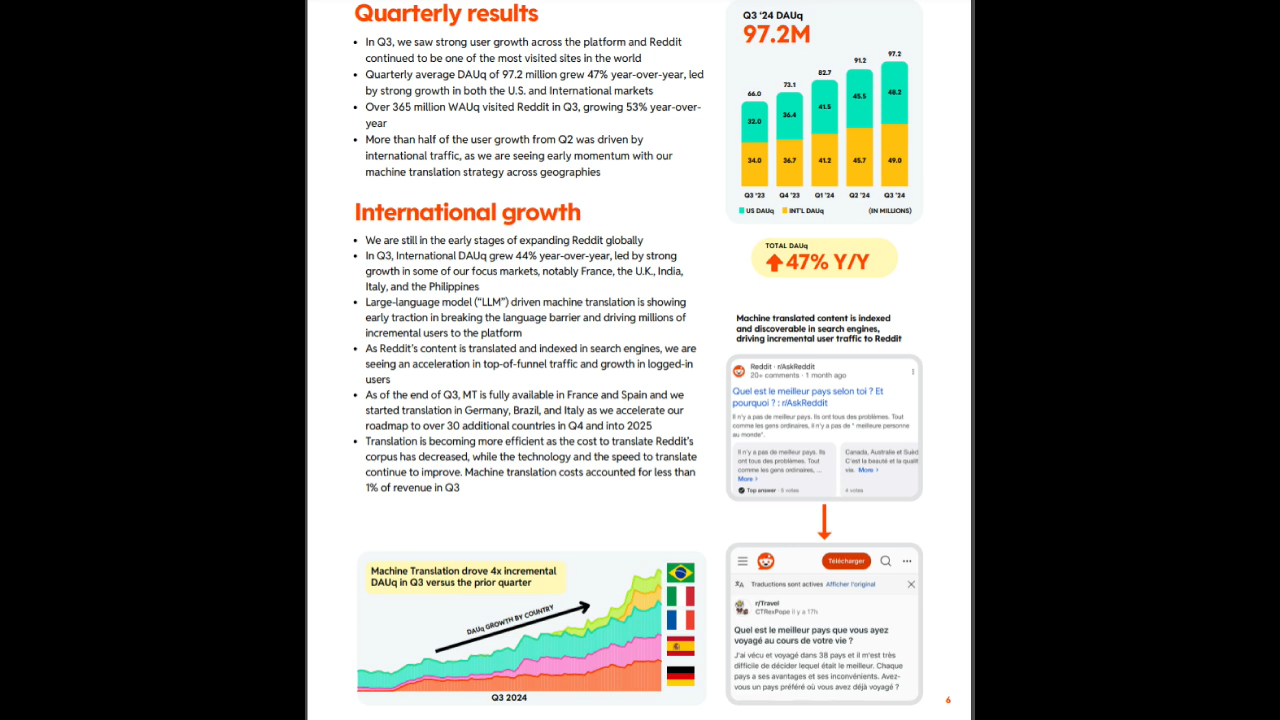 Quarterly results
• In Q3, we saw strong user growth across the platform and Reddit
continued to be one of the most visited sites in the world
• Quarterly average DAUq of 97.2 million grew 47% year-over-year, led
by strong growth in both the U.S. and International markets
• Over 365 million WAUq visited Reddit in Q3, growing 53% year-over-
year
• More than half of the user growth from Q2 was driven by
international traffic, as we are seeing early momentum with our
machine translation strategy across geographies
International growth
• We are still in the early stages of expanding Reddit globally
• In Q3, International DAUq grew 44% year-over-year, led by strong
growth in some of our focus markets, notably France, the U.K., India,
Italy, and the Philippines
• Large-language model (“LLM”) driven machine translation is showing
early traction in breaking the language barrier and driving millions of
incremental users to the platform
• As Reddit’s content is translated and indexed in search engines, we are
seeing an acceleration in top-of-funnel traffic and growth in logged-in
users
• As of the end of Q3, MT is fully available in France and Spain and we
started translation in Germany, Brazil, and Italy as we accelerate our
roadmap to over 30 additional countries in Q4 and into 2025
• Translation is becoming more efficient as the cost to translate Reddit’s
corpus has decreased, while the technology and the speed to translate
continue to improve. Machine translation costs accounted for less than
1% of revenue in Q3
Machine Translation drove 4x incremental
DAUq in Q3 versus the prior quarter
DAUq GROWTH BY COUNTRY
Q3 2024
Q3 ‘24 DAUq
97.2M
66.0 73.1 82.7 91.2 97.2
32.0 36.4 41.5 45.5 48.2
34.0 36.7 41.2 45.7 49.0
Q3 ’23 Q4 ’23 Q1 ’24 Q2 ’24 Q3 ’24
US DAUq INT’L DAUq (IN MILLIONS)
TOTAL DAUq
47% Y/Y
Machine translated content is indexed
and discoverable in search engines,
driving incremental user traffic to Reddit
Reddit · r/AskReddit
20+ comments · 1 month ago
Quel est le meilleur pays selon toi ? Et
pourquoi ? : r/AskReddit
Il n'y a pas de meilleur pays. Ils ont tous des problèmes. Tout
comme les gens ordinaires, il n'y a pas de " meilleure personne
au monde".
Il n'y a pas de meilleur pays. Ils
ont tous des problèmes. Tout
comme les gens ordinaires, ...
More >
Top answer · 5 votes
Canada, Australie et Suèd
C'est la beauté et la qualit
vie. More >
4 votes
Télécharger
Traductions sont actives Afficher l'original
r/Travel
CTRexPope il y a 17h
Quel est le meilleur pays que vous ayez
voyagé au cours de votre vie ?
J'ai vécu et voyagé dans 38 pays et il m'est très
difficile de décider lequel était le meilleur. Chaque
pays a ses avantages et ses inconvénients. Avez-
vous un pays préféré où vous avez déjà voyagé ?
6